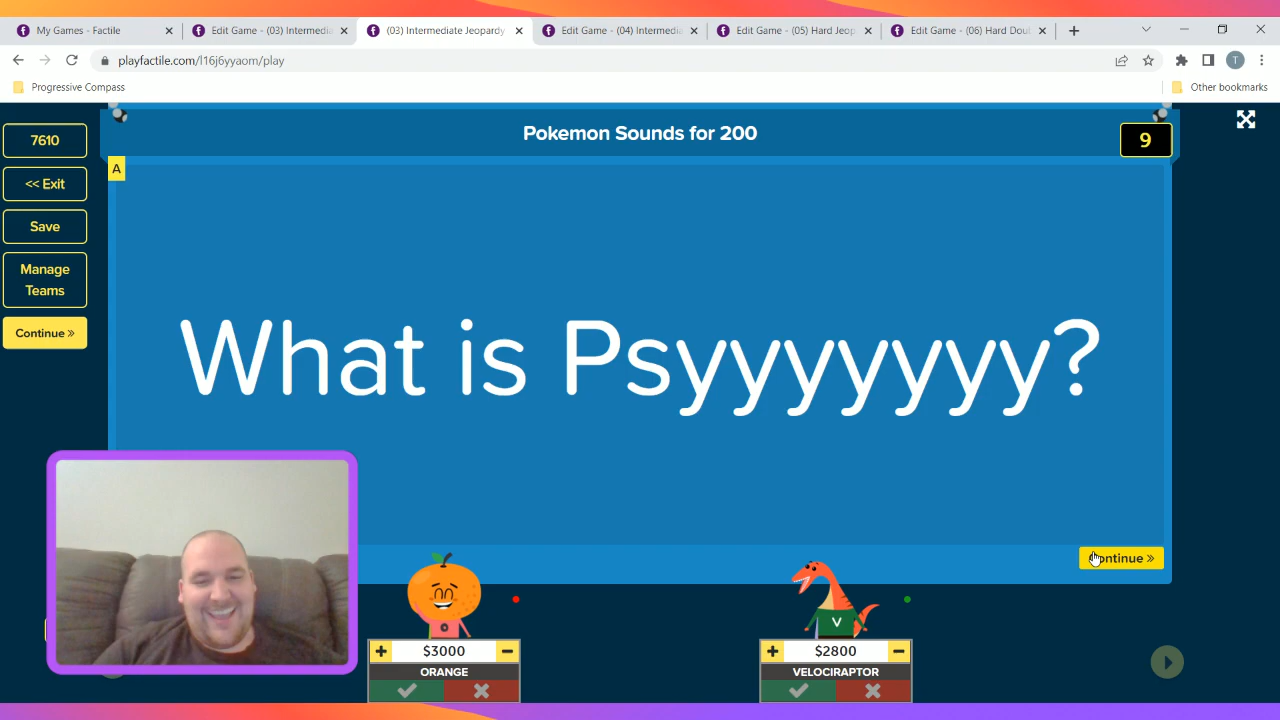 My Games - Factile
Edit Game - (03) Intermedia
(03) Intermediate Jeopardy
Edit Game - (04) Intermedia
Edit Game - (05) Hard Jeop
Edit Game - (06) Hard Dou
playfactile.com/l16j6yyaom/play
T
Progressive Compass
Other bookmarks
7610
<< Exit
Save
Manage
Teams
Continue »
Pokemon Sounds for 200
9
A
What is Psyyyyyyy?
Continue »
V
$3000
ORANGE
$2800
VELOCIRAPTOR